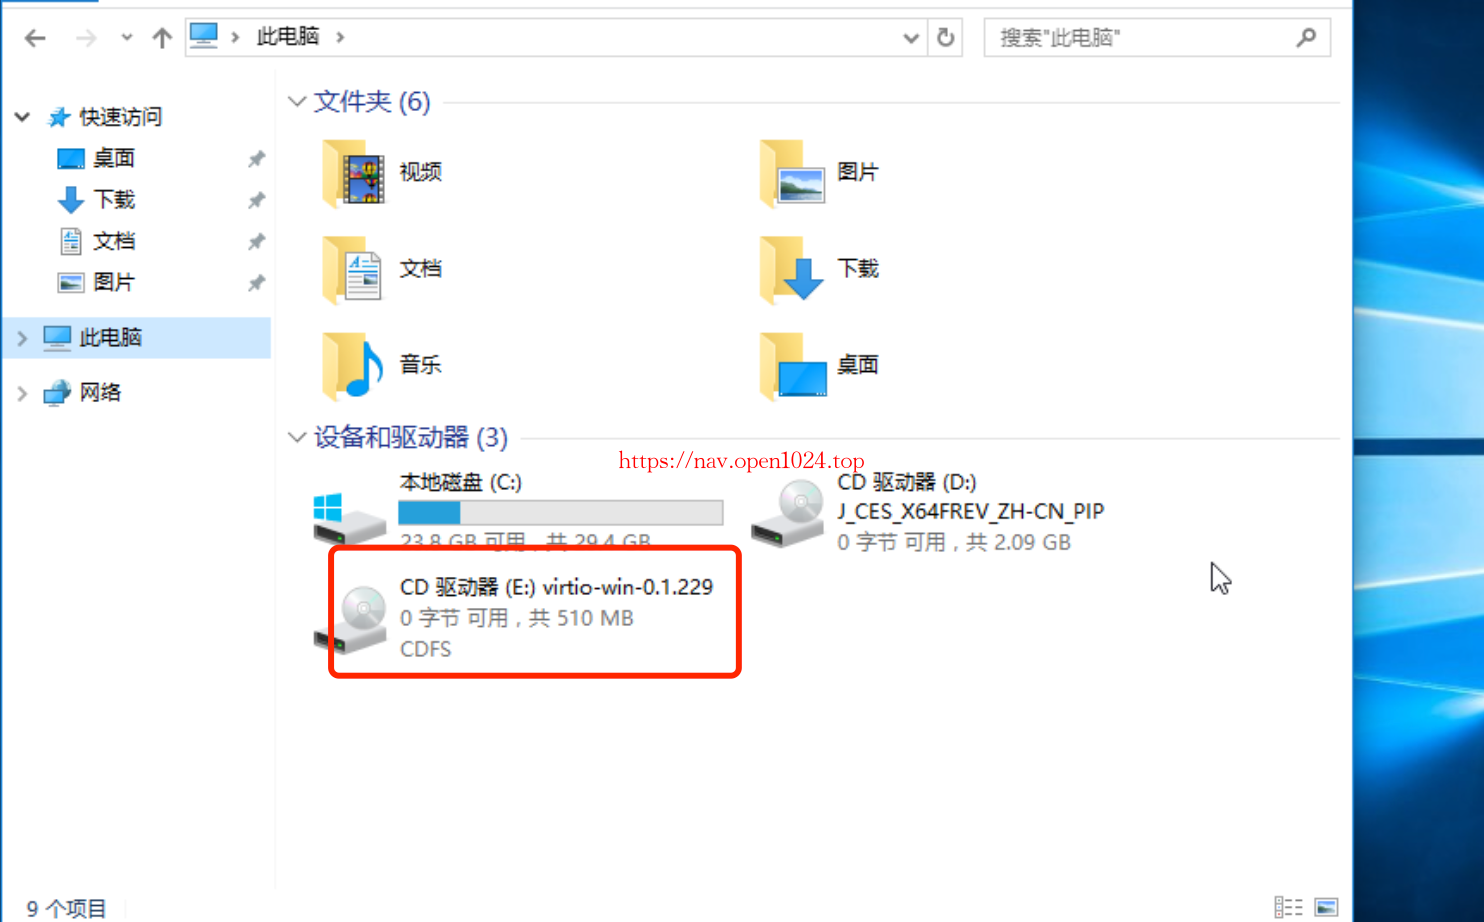 此电脑
搜索"此电脑"
快速访问
桌面
下载
文档
图片
此电脑
网络
文件夹 (6)
视频
图片
文档
下载
音乐
桌面
设备和驱动器 (3)
https://nav.open1024.top
本地磁盘 (C:)
23.8 GB 可用，共 29.4 GB
CD 驱动器 (D:)
J_CES_X64FREV_ZH-CN_PIP
0 字节 可用，共 2.09 GB
CD 驱动器 (E:) virtio-win-0.1.229
0 字节 可用，共 510 MB
CDFS
9 个项目